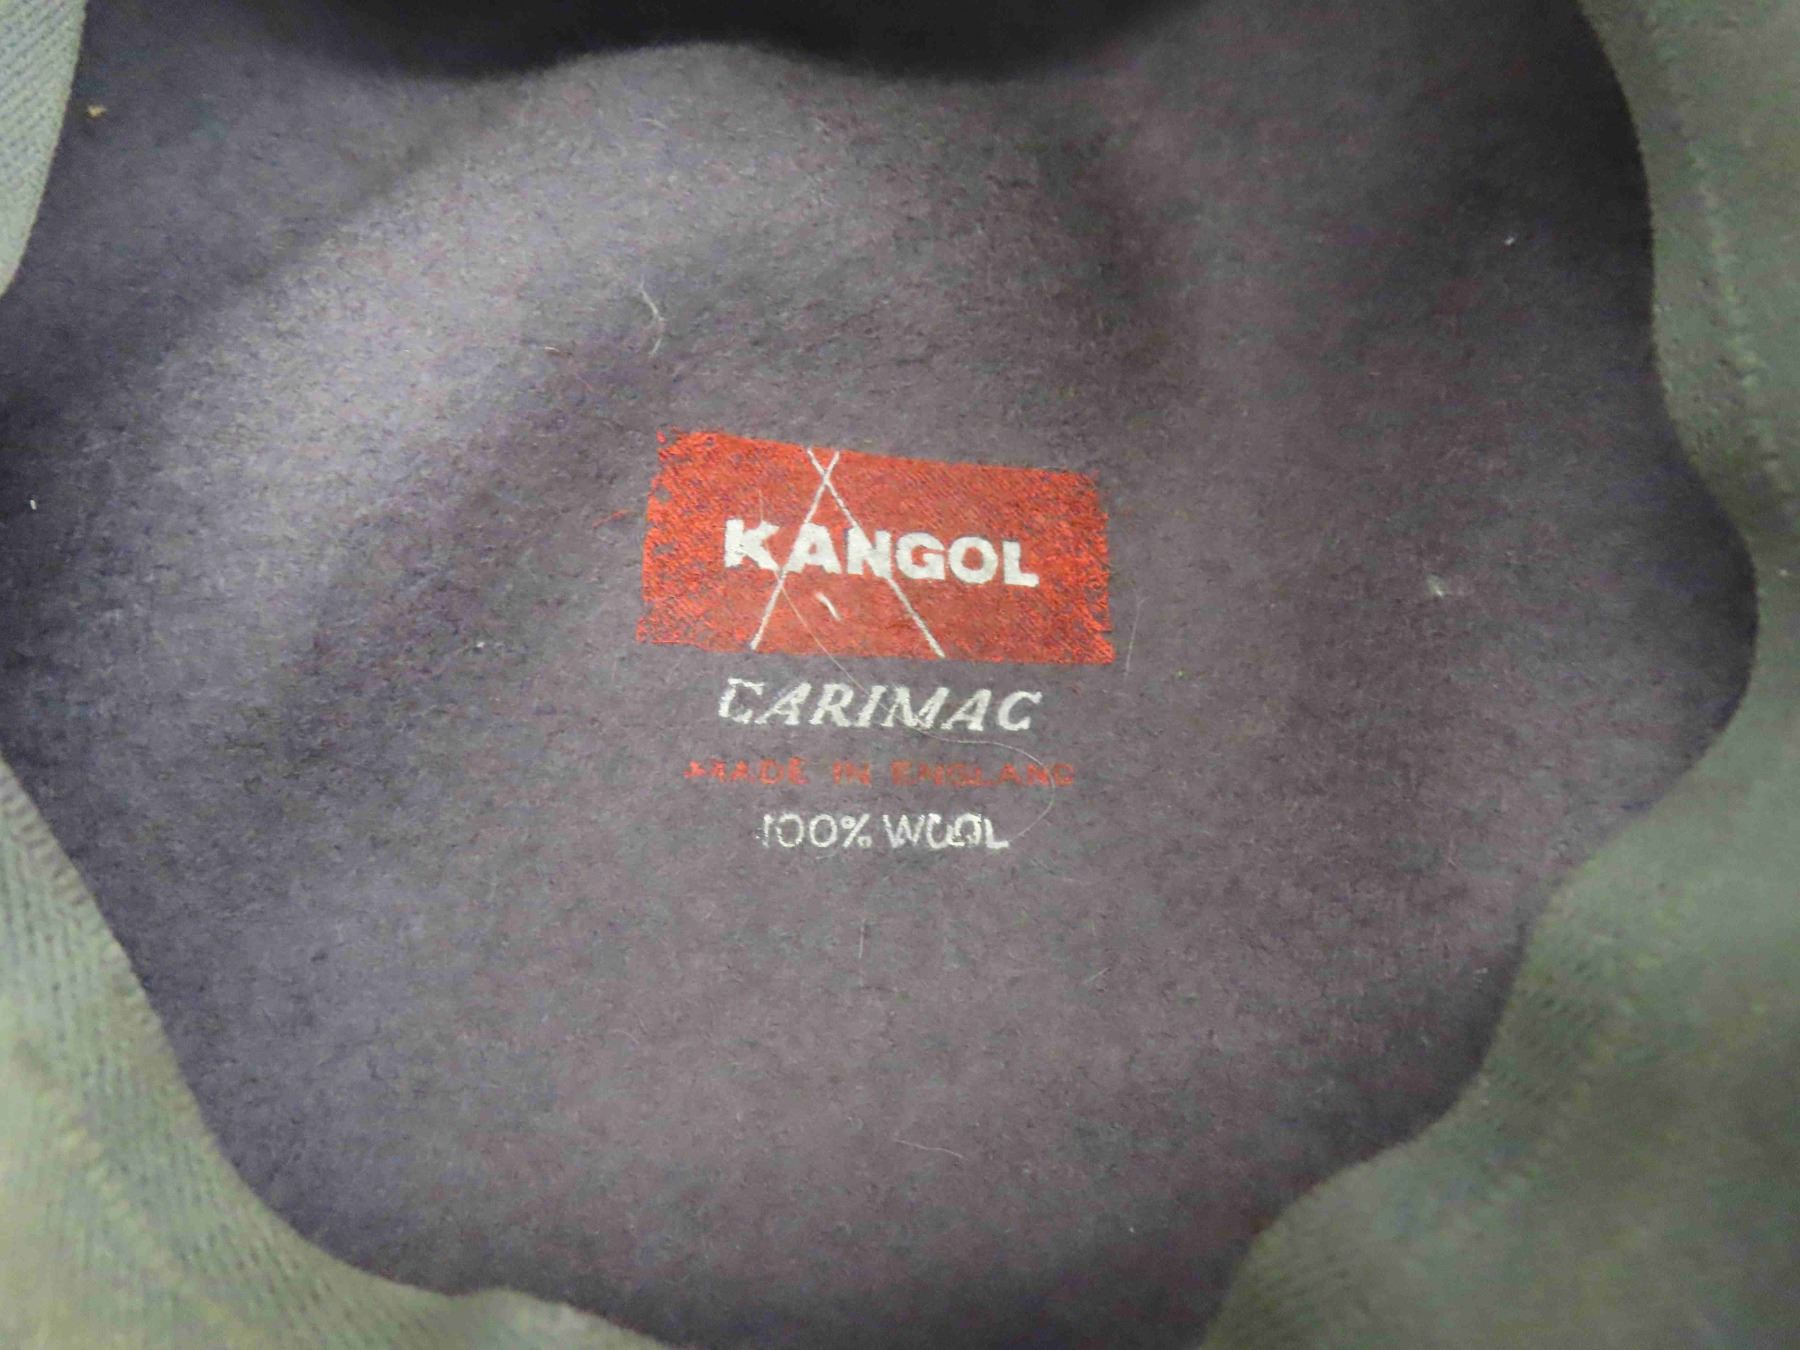 KANGOL
CARIMAC
MADE IN ENGLAND
100% WOOL